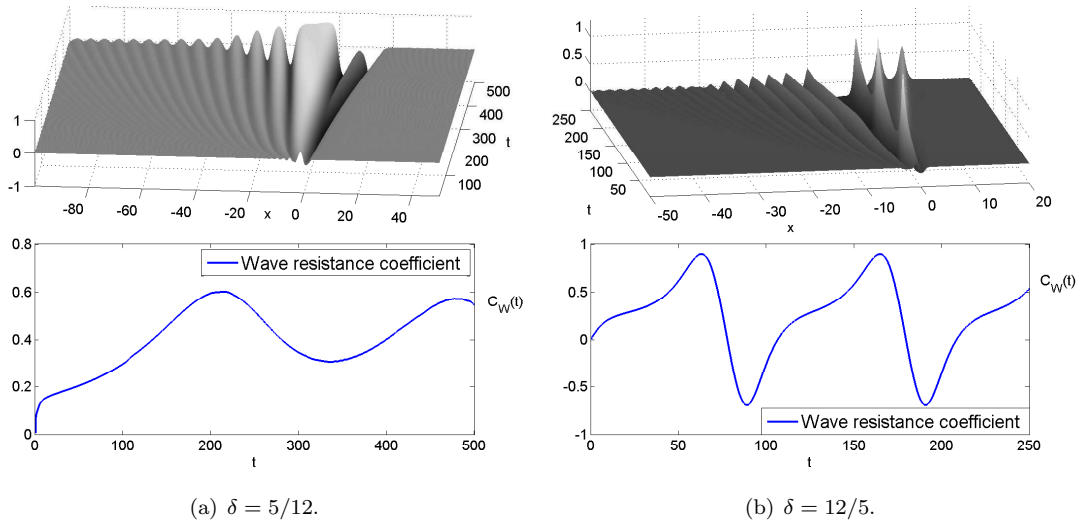 1
0
-1
-80
-60
-40
-20
x
0
20
40
100
200
300
t
400
500
1
0.5
0
250
200
150
100
50
t
-50
-40
-30
-20
-10
0
10
20
x
0.8
0.6
0.4
0.2
0
Wave resistance coefficient
C_W(t)
0 100 200 300 400 500
t
1
0.5
0
-0.5
-1
C_W(t)
Wave resistance coefficient
0 50 100 150 200 250
t
(a) δ = 5/12.
(b) δ = 12/5.